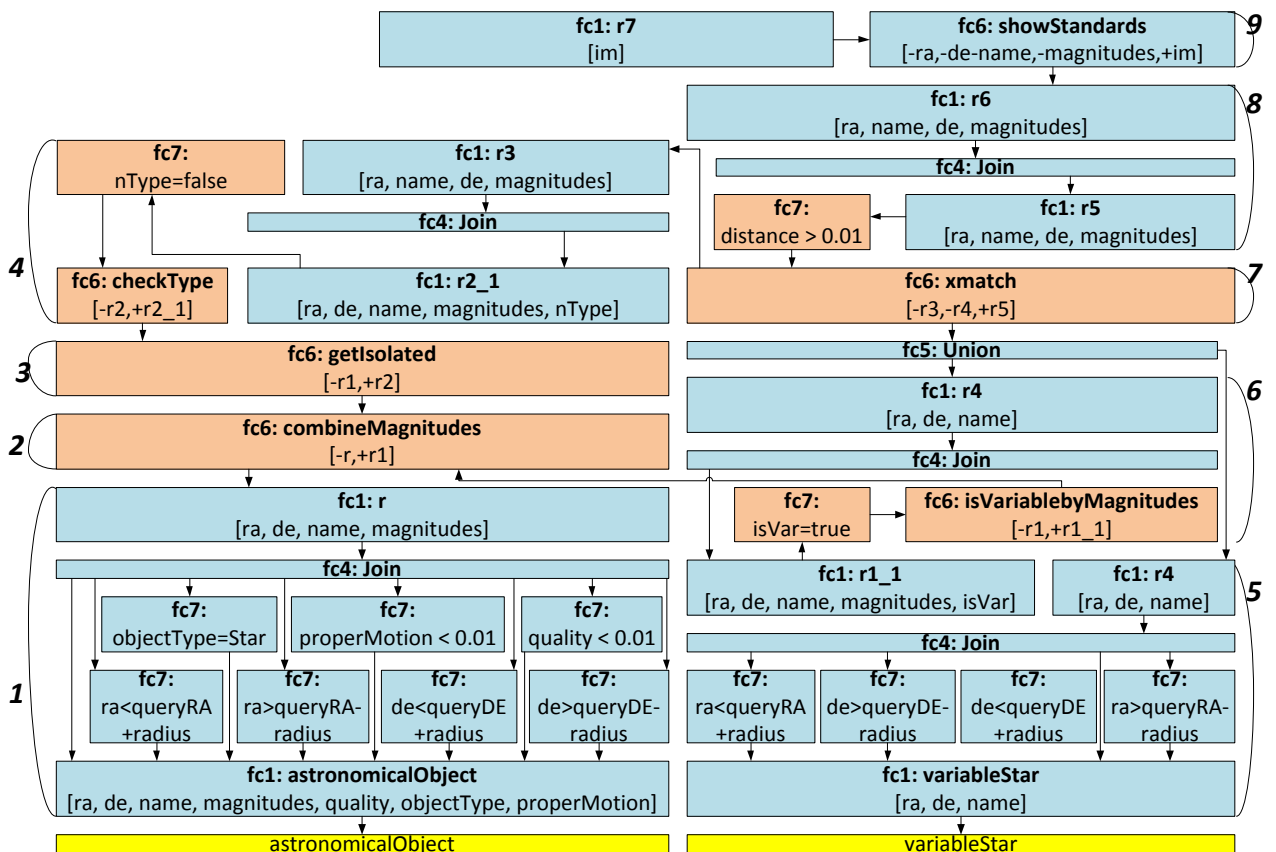 fc1: r7
[im]
fc6: showStandards
[-ra,-de-name,-magnitudes,+im]
9
fc1: r6
[ra, name, de, magnitudes]
8
fc4: Join
fc1: r5
[ra, name, de, magnitudes]
fc7:
distance > 0.01
fc7:
nType=false
fc1: r3
[ra, name, de, magnitudes]
fc4: Join
4
fc6: checkType
[-r2,+r2_1]
fc1: r2_1
[ra, de, name, magnitudes, nType]
fc6: xmatch
[-r3,-r4,+r5]
7
3
fc6: getIsolated
[-r1,+r2]
fc5: Union
fc1: r4
[ra, de, name]
6
2
fc6: combineMagnitudes
[-r,+r1]
fc4: Join
fc7:
isVar=true
fc6: isVariablebyMagnitudes
[-r1,+r1_1]
fc1: r
[ra, de, name, magnitudes]
fc4: Join
fc7:
objectType=Star
fc7:
properMotion < 0.01
fc7:
quality < 0.01
1
fc7:
ra<queryRA
+radius
fc7:
ra>queryRA-
radius
fc7:
de<queryDE
+radius
fc7:
de>queryDE-
radius
fc1: astronomicalObject
[ra, de, name, magnitudes, quality, objectType, properMotion]
astronomicalObject
fc1: r1_1
[ra, de, name, magnitudes, isVar]
fc1: r4
[ra, de, name]
5
fc4: Join
fc7:
ra<queryRA
+radius
fc7:
de>queryDE-
radius
fc7:
de<queryDE
+radius
fc7:
ra>queryRA-
radius
fc1: variableStar
[ra, de, name]
variableStar